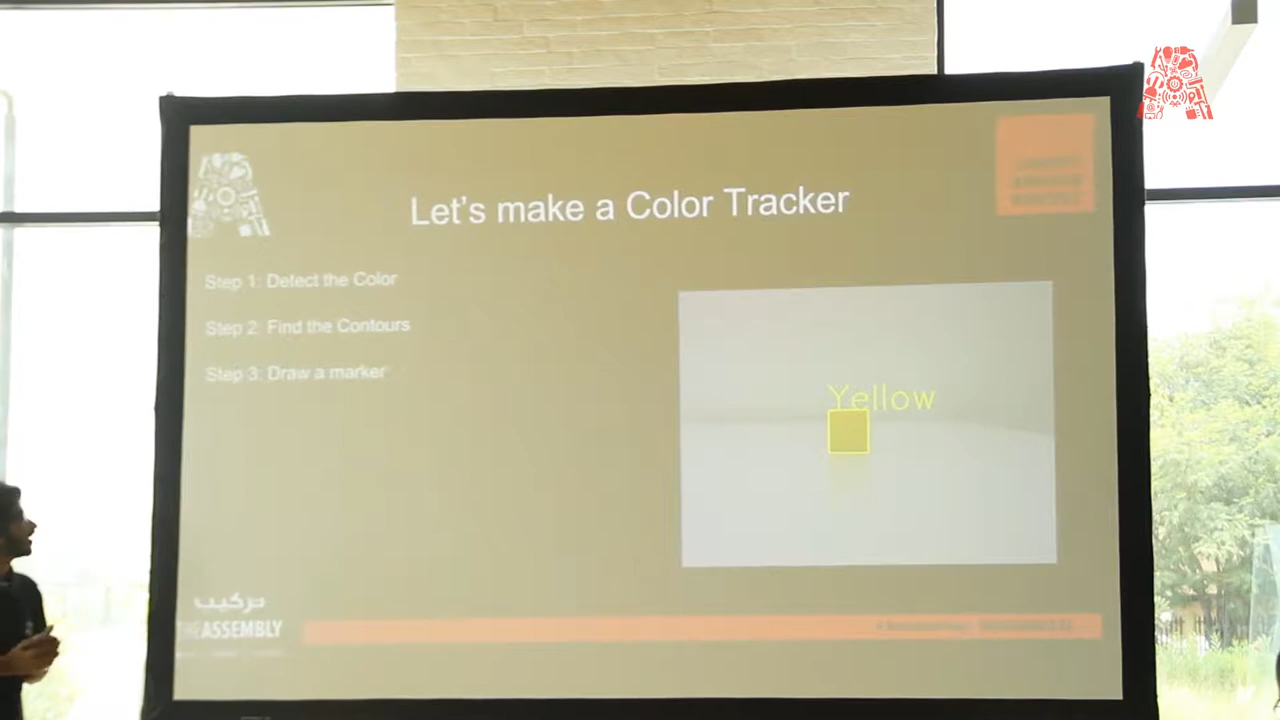 Let's make a Color Tracker
Step 1: Detect the Color
Step 2: Find the Contours
Step 3: Draw a marker
Yellow
تركيب
THE ASSEMBLY